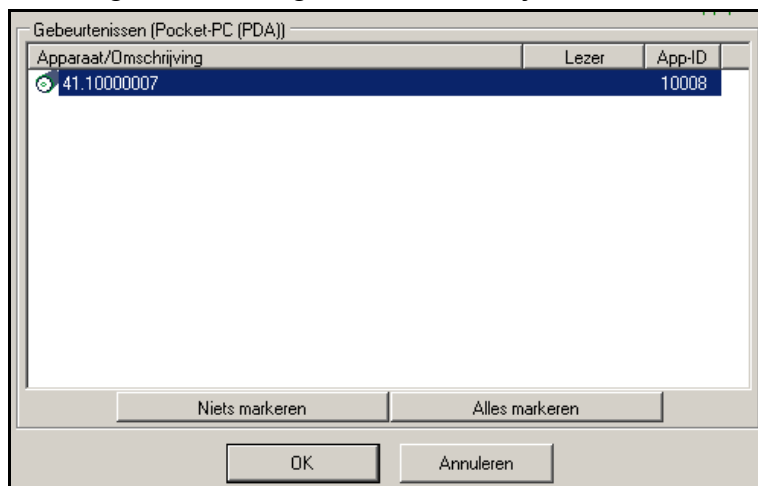 Gebeurtenissen (Pocket-PC (PDA))
Apparaat/Omschrijving Lezer App-ID
41.10000007 10008
Niets markeren Alles markeren
OK Annuleren